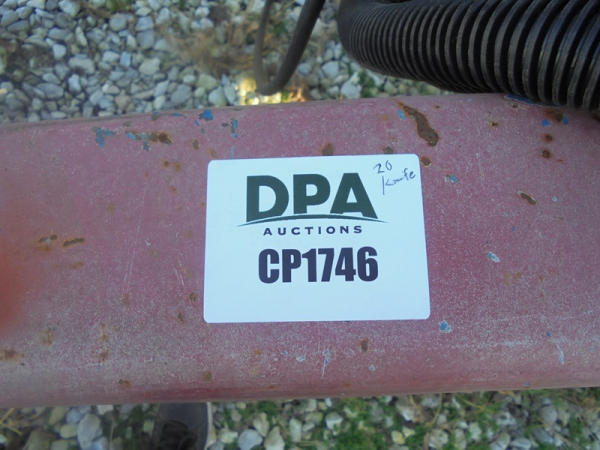 20
Knife
DPA
AUCTIONS
CP1746